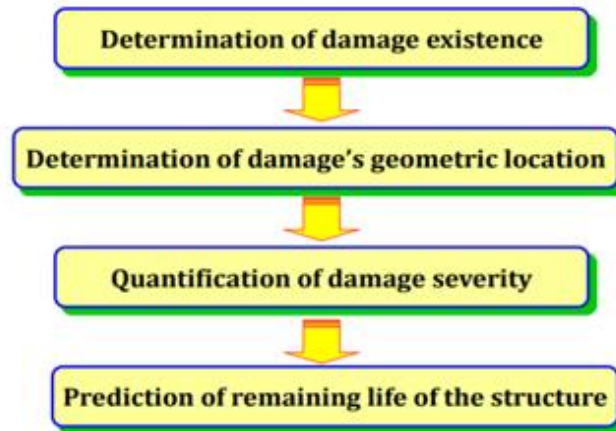 Determination of damage existence
Determination of damage's geometric location
Quantification of damage severity
Prediction of remaining life of the structure